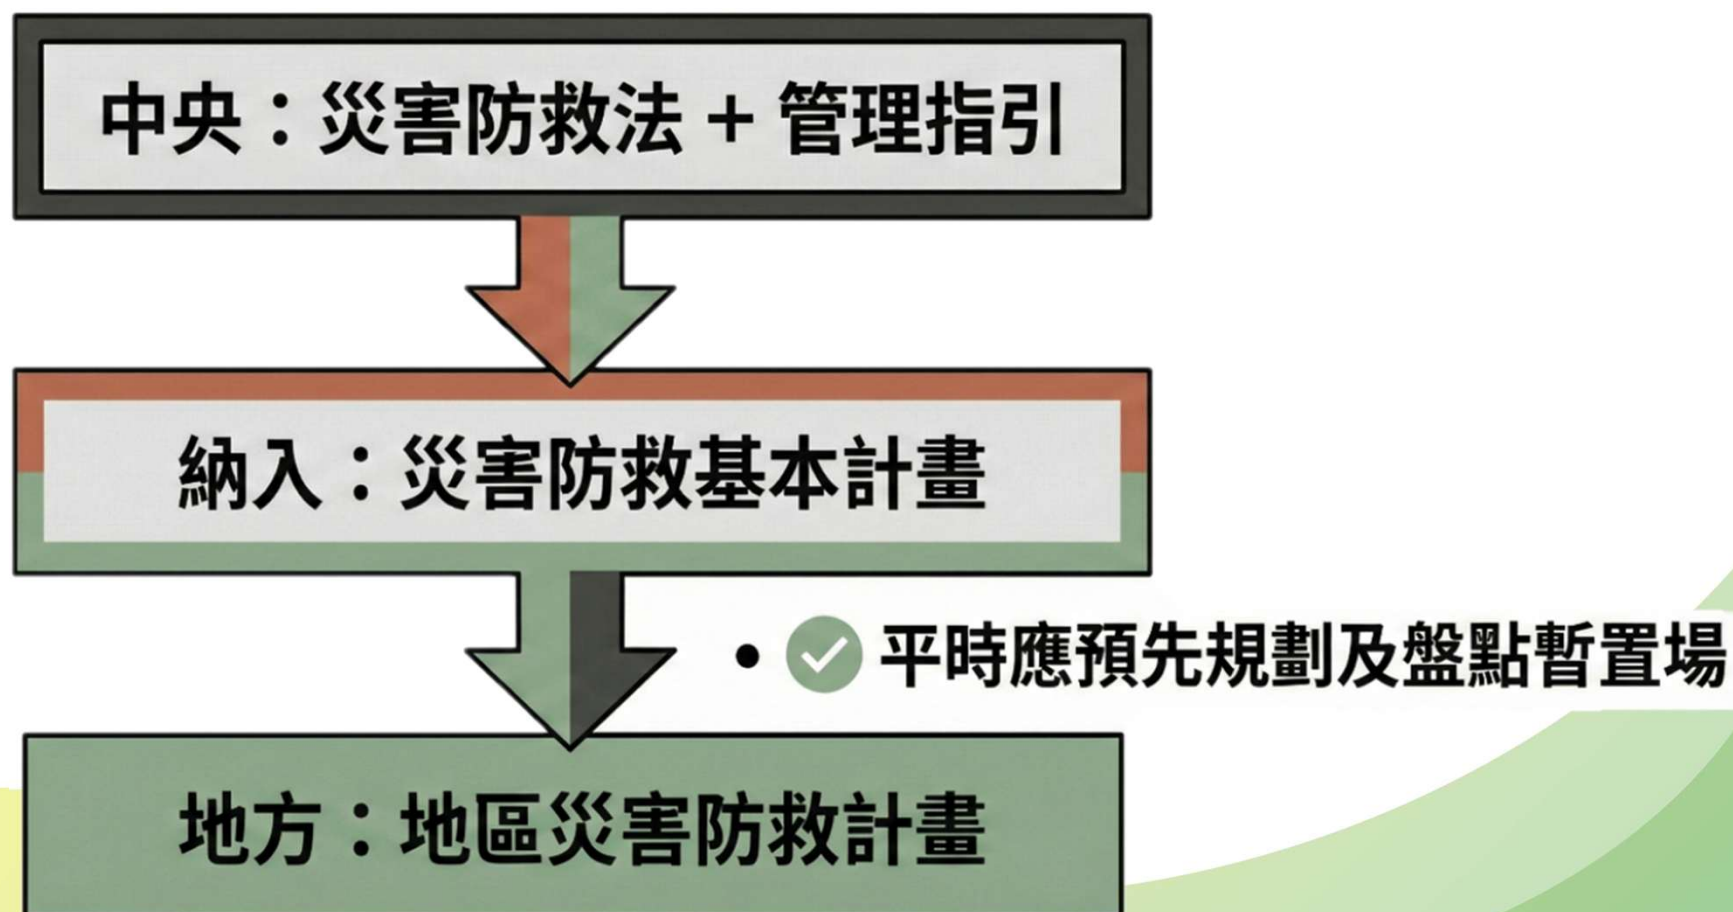 中央：災害防救法 + 管理指引
納入：災害防救基本計畫
• 平時應預先規劃及盤點暫置場
地方：地區災害防救計畫